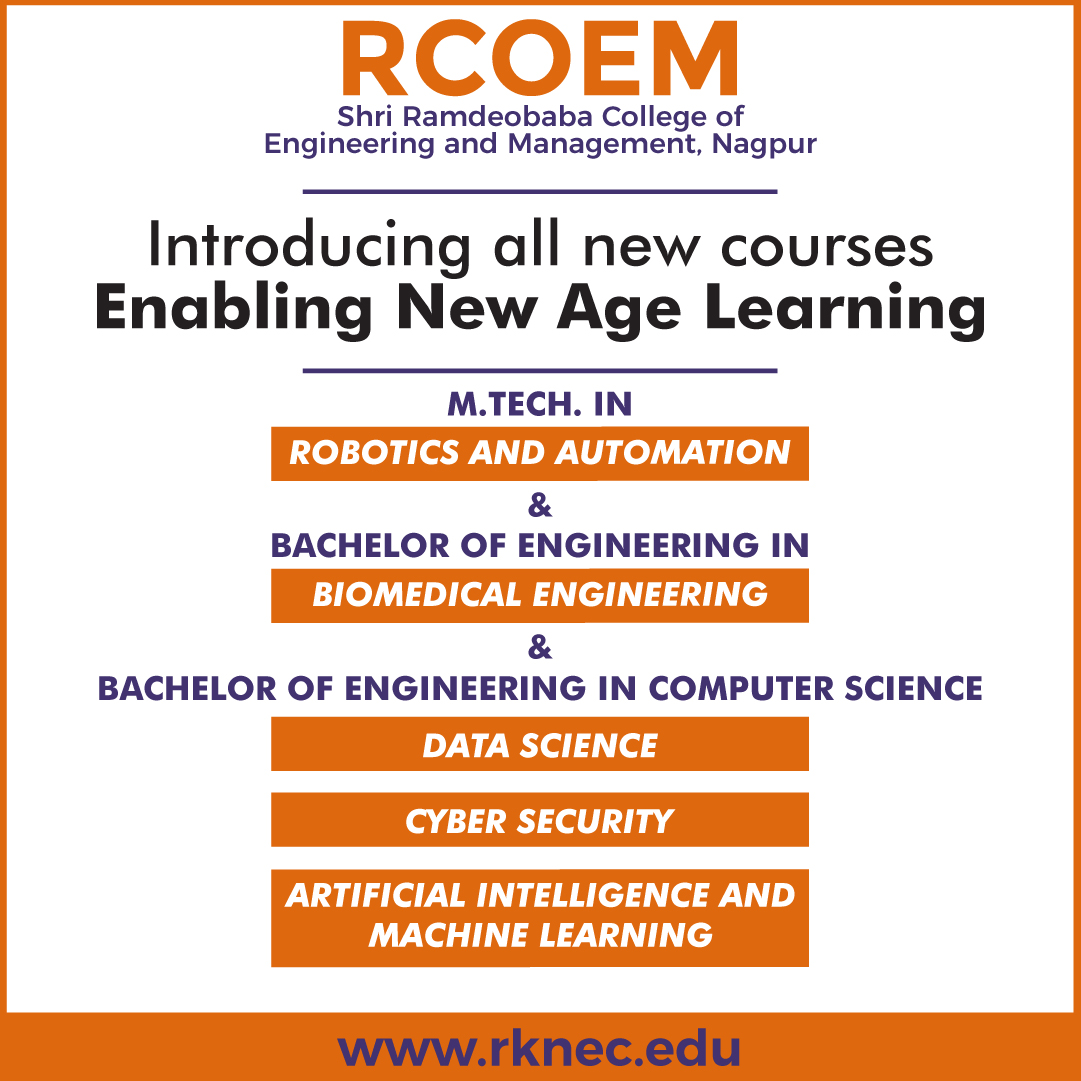 RCOEM
Shri Ramdeobaba College of
Engineering and Management, Nagpur
Introducing all new courses
Enabling New Age Learning
M.TECH. IN
ROBOTICS AND AUTOMATION
&
BACHELOR OF ENGINEERING IN
BIOMEDICAL ENGINEERING
&
BACHELOR OF ENGINEERING IN COMPUTER SCIENCE
DATA SCIENCE
CYBER SECURITY
ARTIFICIAL INTELLIGENCE AND
MACHINE LEARNING
www.rknec.edu